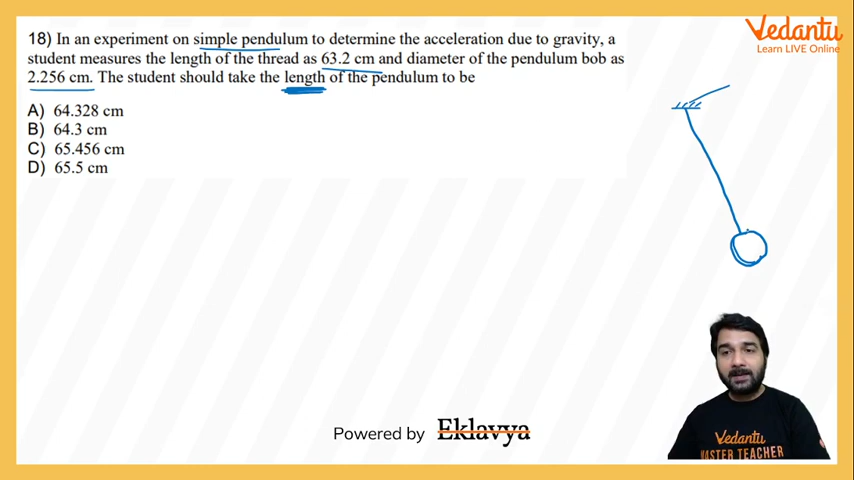 Vedantu
Learn LIVE Online
18) In an experiment on simple pendulum to determine the acceleration due to gravity, a
student measures the length of the thread as 63.2 cm and diameter of the pendulum bob as
2.256 cm. The student should take the length of the pendulum to be
A) 64.328 cm
B) 64.3 cm
C) 65.456 cm
D) 65.5 cm
Vedantu
MASTER TEACHER
Powered by Eklavya